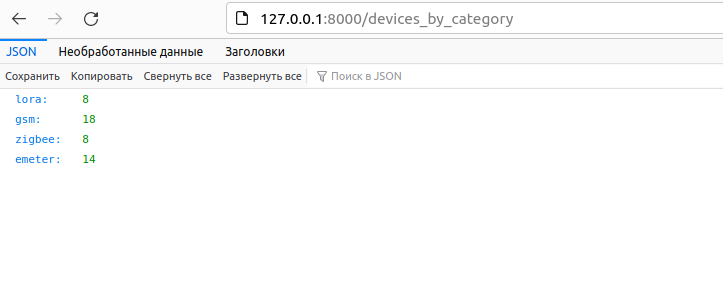 127.0.0.1:8000/devices_by_category
JSON Необработанные данные Заголовки
Сохранить Копировать Свернуть все Развернуть все Поиск в JSON
lora: 8
gsm: 18
zigbee: 8
emeter: 14